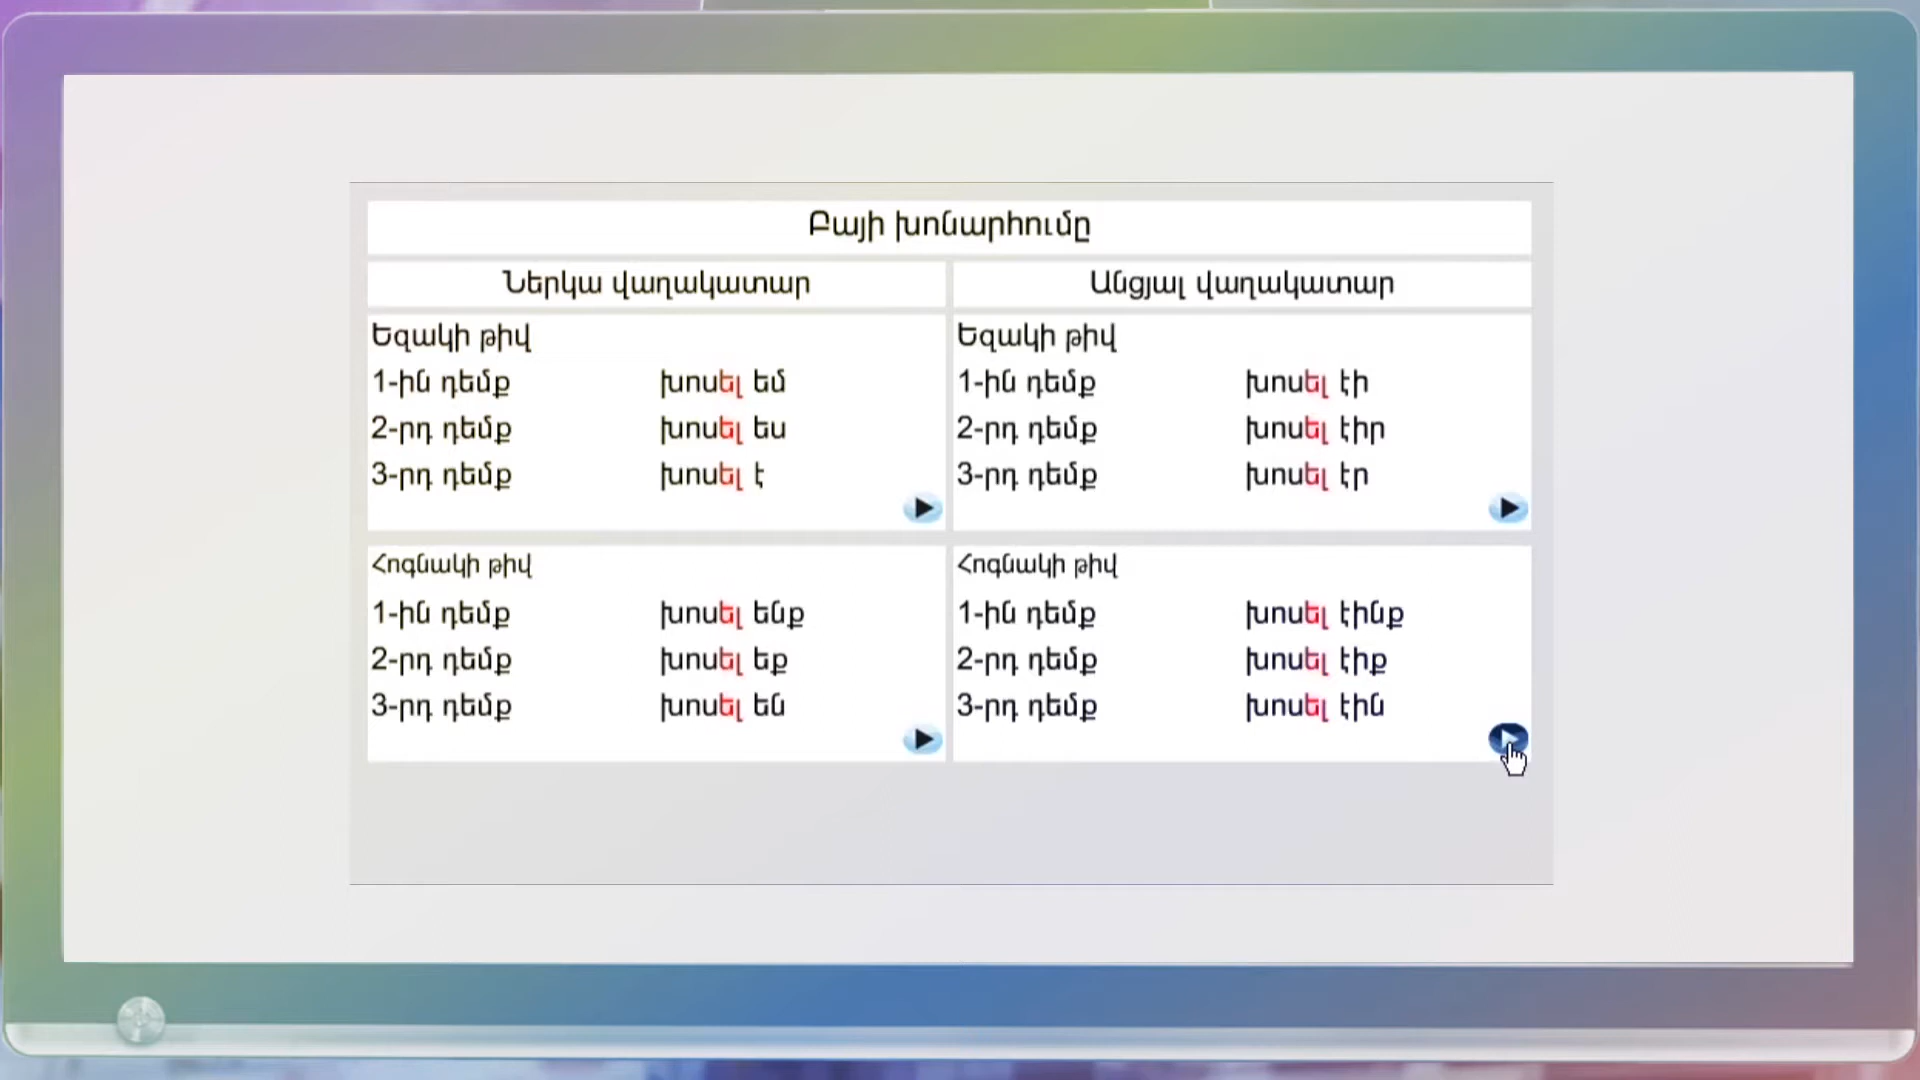 Բայի խոնարհումը
Ներկա վաղակատար
Եզակի թիվ
1-ին դեմք խոսել եմ
2-րդ դեմք խոսել ես
3-րդ դեմք խոսել է
Հոգնակի թիվ
1-ին դեմք խոսել ենք
2-րդ դեմք խոսել եք
3-րդ դեմք խոսել են
Անցյալ վաղակատար
Եզակի թիվ
1-ին դեմք խոսել էի
2-րդ դեմք խոսել էիր
3-րդ դեմք խոսել էր
Հոգնակի թիվ
1-ին դեմք խոսել էինք
2-րդ դեմք խոսել էիք
3-րդ դեմք խոսել էին